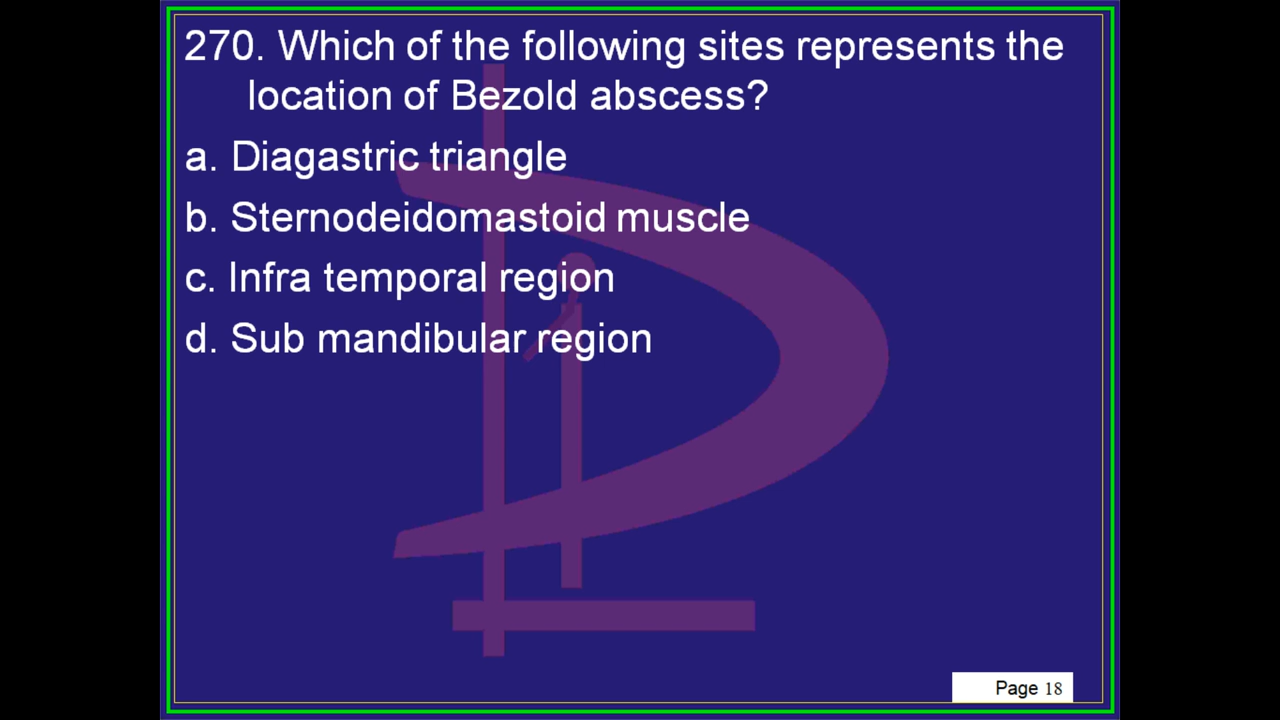 270. Which of the following sites represents the
location of Bezold abscess?
a. Diagastric triangle
b. Sternodeidomastoid muscle
c. Infra temporal region
d. Sub mandibular region
Page 18